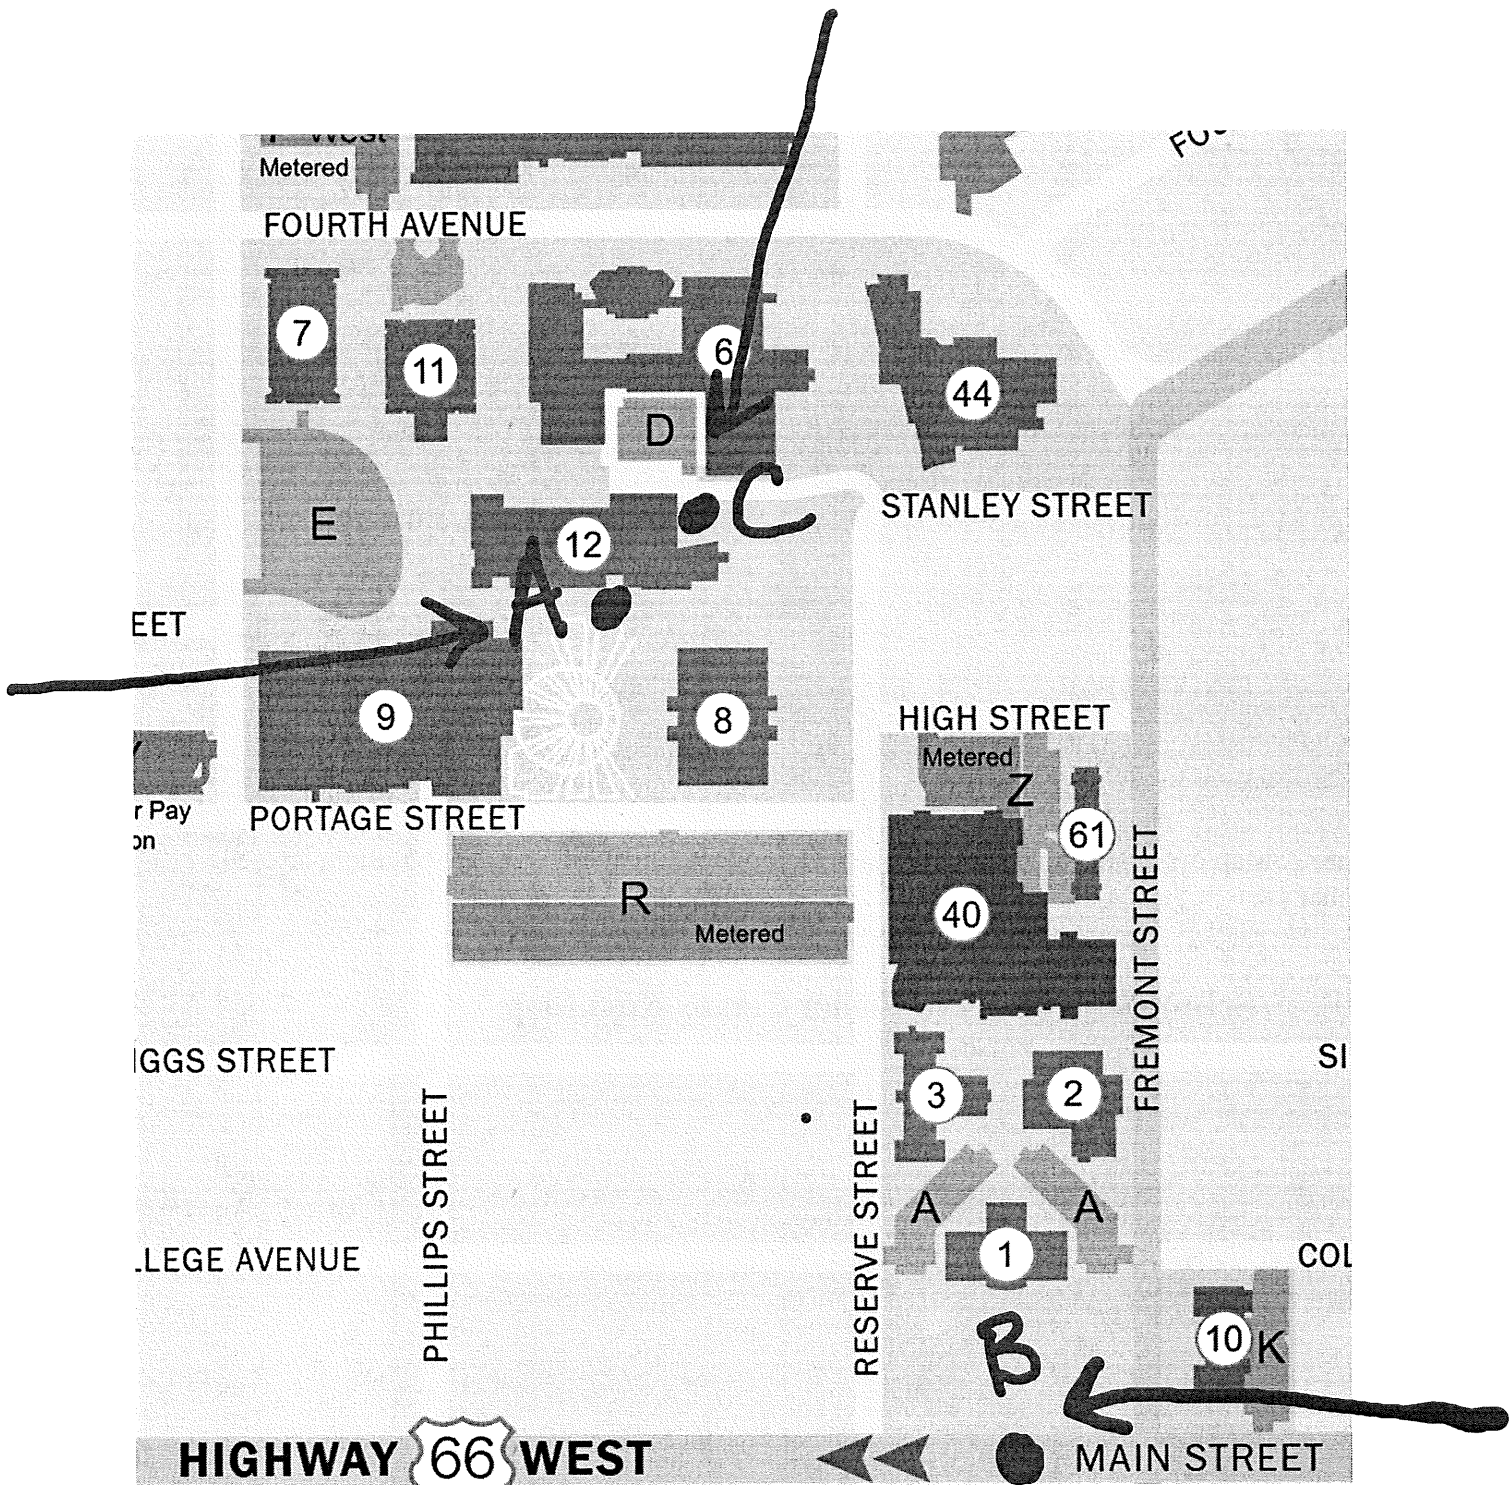 Metered
FOURTH AVENUE
7
11
6
44
D
C
STANLEY STREET
E
12
A
EET
9
8
HIGH STREET
Metered
Z
r Pay
on
PORTAGE STREET
61
R
Metered
40
FREMONT STREET
IGGS STREET
SI
3
2
PHILLIPS STREET
RESERVE STREET
A
A
LLEGE AVENUE
1
COL
B
10
K
HIGHWAY 66 WEST
MAIN STREET